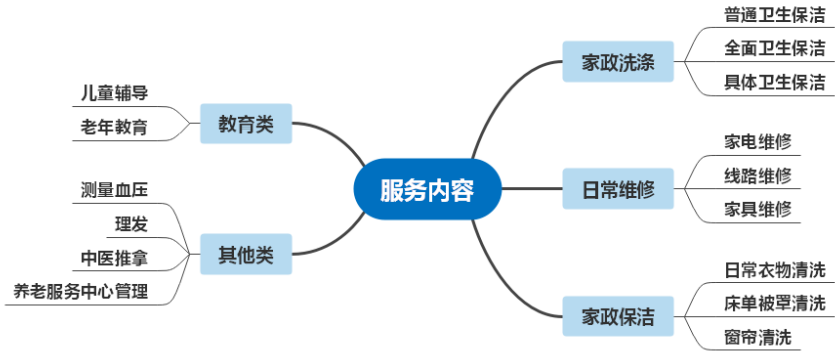 服务内容
家政洗涤
普通卫生保洁
全面卫生保洁
具体卫生保洁
日常维修
家电维修
线路维修
家具维修
家政保洁
日常衣物清洗
床单被罩清洗
窗帘清洗
教育类
儿童辅导
老年教育
其他类
测量血压
理发
中医推拿
养老服务中心管理